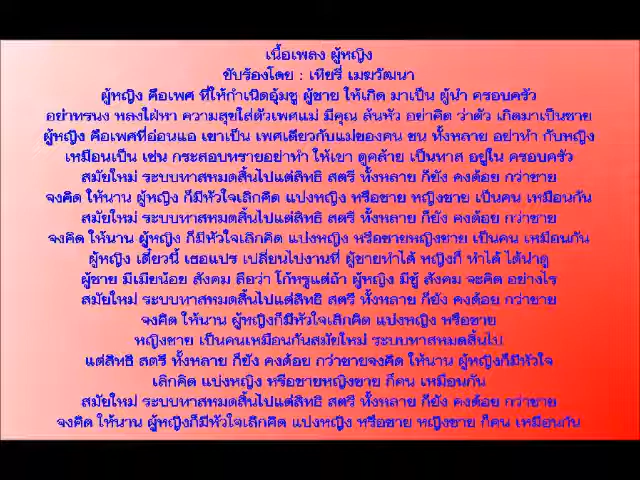 เนื้อเพลง ผู้หญิง
ขับร้องโดย : เทียรี่ เมฆวัฒนา
ผู้หญิง คือเพศ ที่ให้กำเนิดอุ้มชู ผู้ชาย ให้เกิด มาเป็น ผู้นำ ครอบครัว
อย่าทรนง หลงใฝ่หา ความสุขใส่ตัวเพศแม่ มีคุณ ล้นหัว อย่าคิด ว่าตัว เกิดมาเป็นชาย
ผู้หญิง คือเพศที่อ่อนแอ เขาเป็น เพศเดียวกับแม่ของคน ชน ทั้งหลาย อย่าทำ กับหญิง
เหมือนเป็น เช่น กระสอบทรายอย่าทำ ให้เขา ดูคล้าย เป็นทาส อยู่ใน ครอบครัว
สมัยใหม่ ระบบทาสหมดสิ้นไปแต่สิทธิ สตรี ทั้งหลาย ก็ยัง คงด้อย กว่าชาย
จงคิด ให้นาน ผู้หญิง ก็มีหัวใจเลิกคิด แบ่งหญิง หรือชาย หญิงชาย เป็นคน เหมือนกัน
สมัยใหม่ ระบบทาสหมดสิ้นไปแต่สิทธิ สตรี ทั้งหลาย ก็ยัง คงด้อย กว่าชาย
จงคิด ให้นาน ผู้หญิง ก็มีหัวใจเลิกคิด แบ่งหญิง หรือชายหญิงชาย เป็นคน เหมือนกัน
ผู้หญิง เดี๋ยวนี้ เธอแปร เปลี่ยนไปงานที่ ผู้ชายทำได้ หญิงก็ ทำได้ ได้น่าดู
ผู้ชาย มีเมียน้อย สังคม ลือว่า โก้หรูแต่ถ้า ผู้หญิง มีชู้ สังคม จะคิด อย่างไร
สมัยใหม่ ระบบทาสหมดสิ้นไปแต่สิทธิ สตรี ทั้งหลาย ก็ยัง คงด้อย กว่าชาย
จงคิด ให้นาน ผู้หญิงก็มีหัวใจเลิกคิด แบ่งหญิง หรือชาย
หญิงชาย เป็นคนเหมือนกันสมัยใหม่ ระบบทาสหมดสิ้นไป
แต่สิทธิ สตรี ทั้งหลาย ก็ยัง คงด้อย กว่าชายจงคิด ให้นาน ผู้หญิงก็มีหัวใจ
เลิกคิด แบ่งหญิง หรือชายหญิงชาย ก็คน เหมือนกัน
สมัยใหม่ ระบบทาสหมดสิ้นไปแต่สิทธิ สตรี ทั้งหลาย ก็ยัง คงด้อย กว่าชาย
จงคิด ให้นาน ผู้หญิงก็มีหัวใจเลิกคิด แบ่งหญิง หรือชาย หญิงชาย ก็คน เหมือนกัน